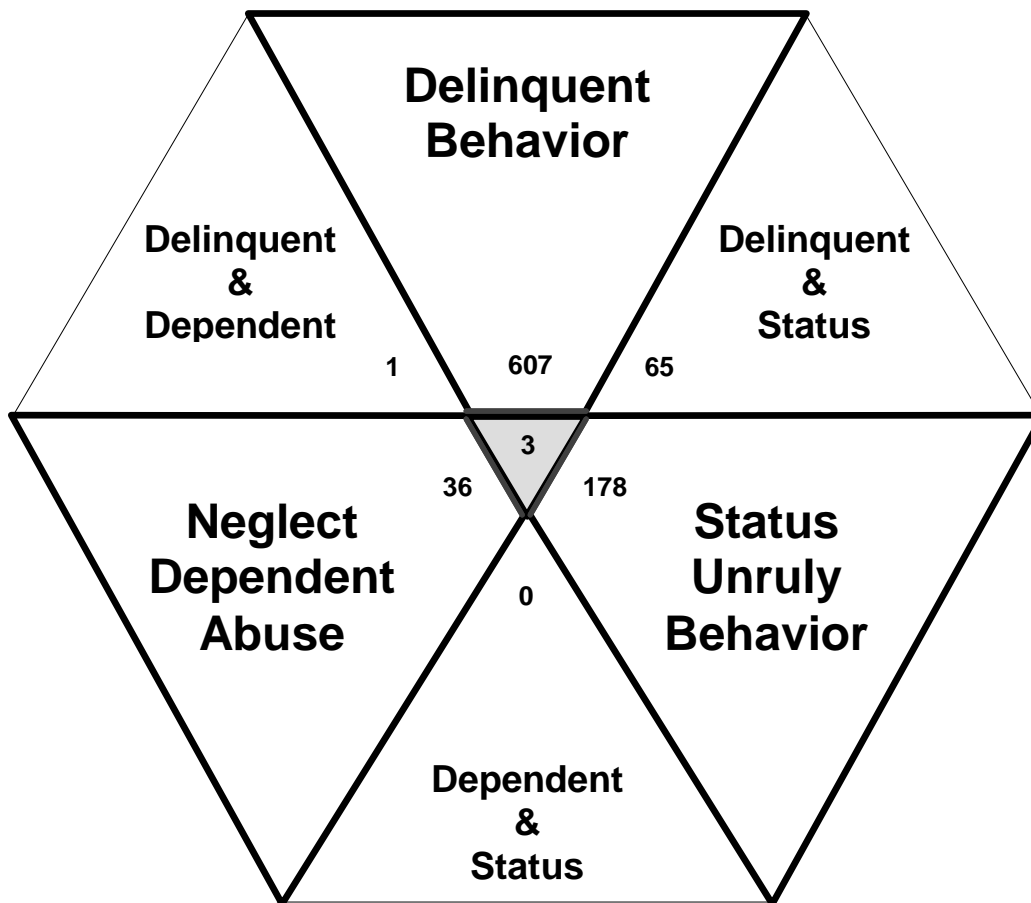 Delinquent
Behavior
Delinquent
&
Dependent
Delinquent
&
Status
1
607
65
3
36
178
Neglect
Dependent
Abuse
Status
Unruly
Behavior
0
Dependent
&
Status